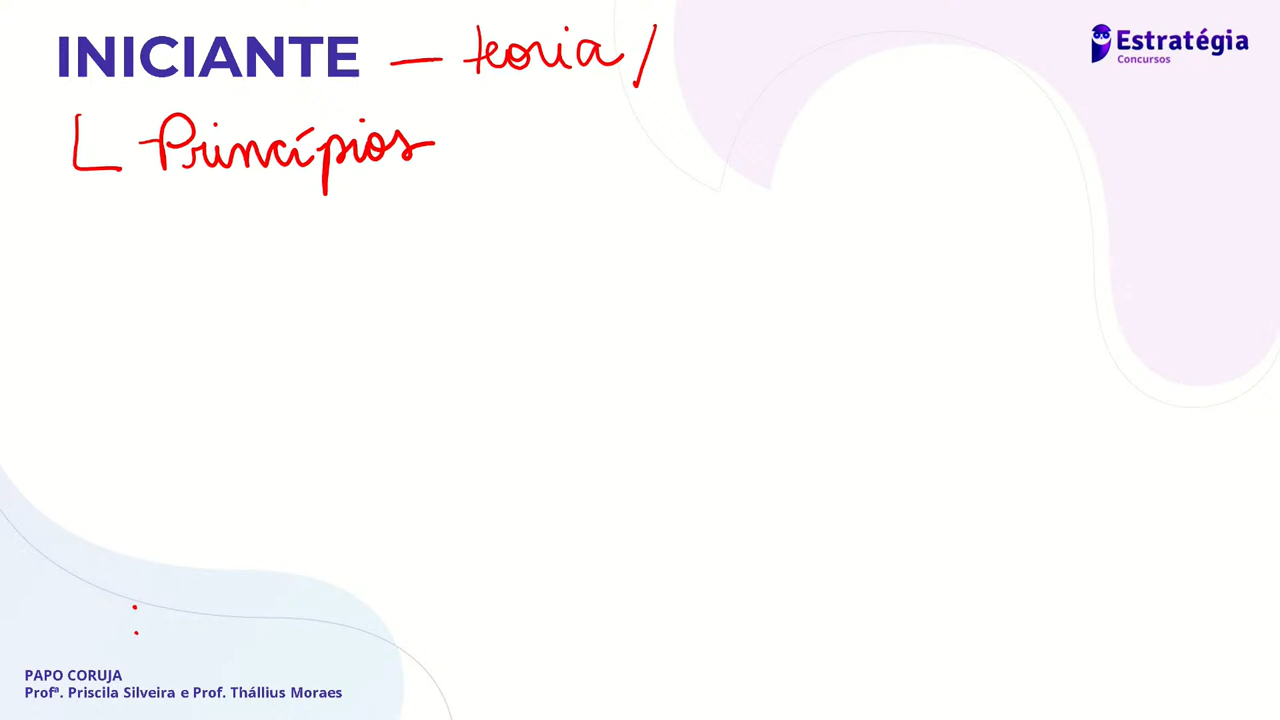 INICIANTE — teoria /
Estratégia
Concursos
Princípios
PAPO CORUJA
Profª. Priscila Silveira e Prof. Thállius Moraes